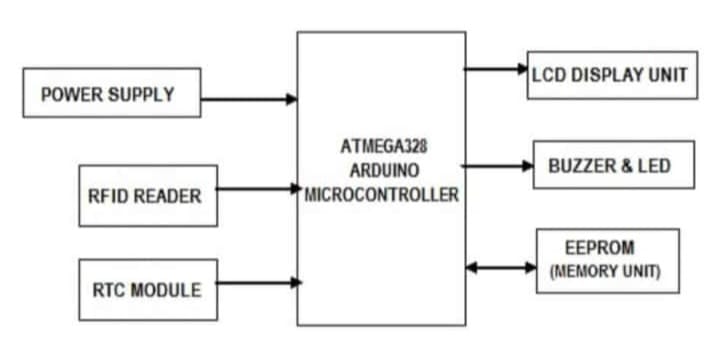 POWER SUPPLY
RFID READER
RTC MODULE
ATMEGA328
ARDUINO
MICROCONTROLLER
LCD DISPLAY UNIT
BUZZER & LED
EEPROM
(MEMORY UNIT)